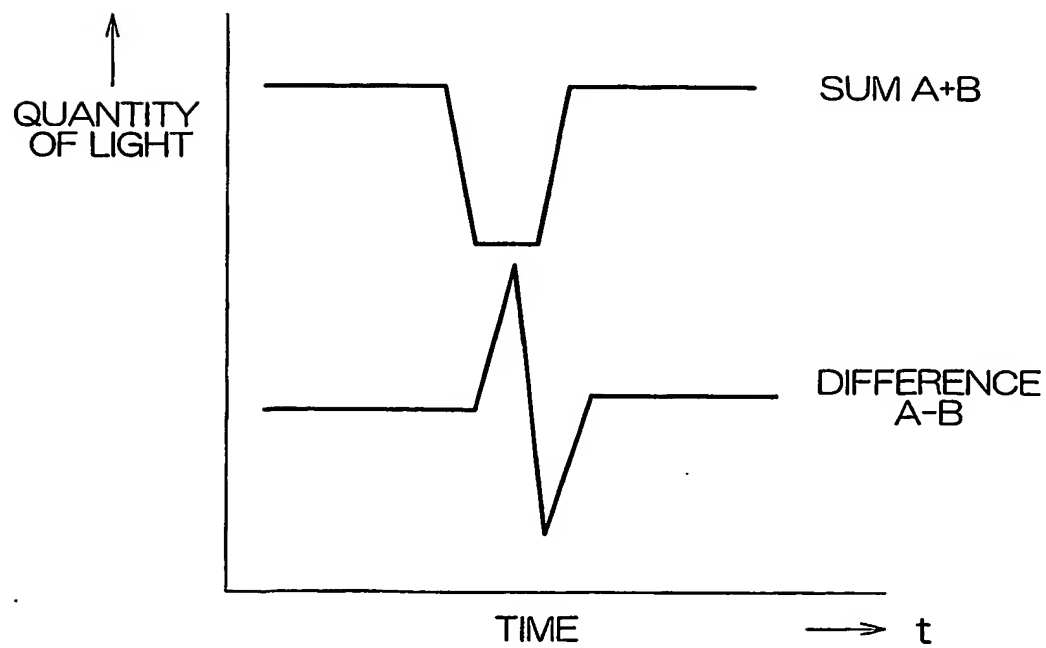 QUANTITY
OF LIGHT
SUM A+B
DIFFERENCE
A-B
TIME
t